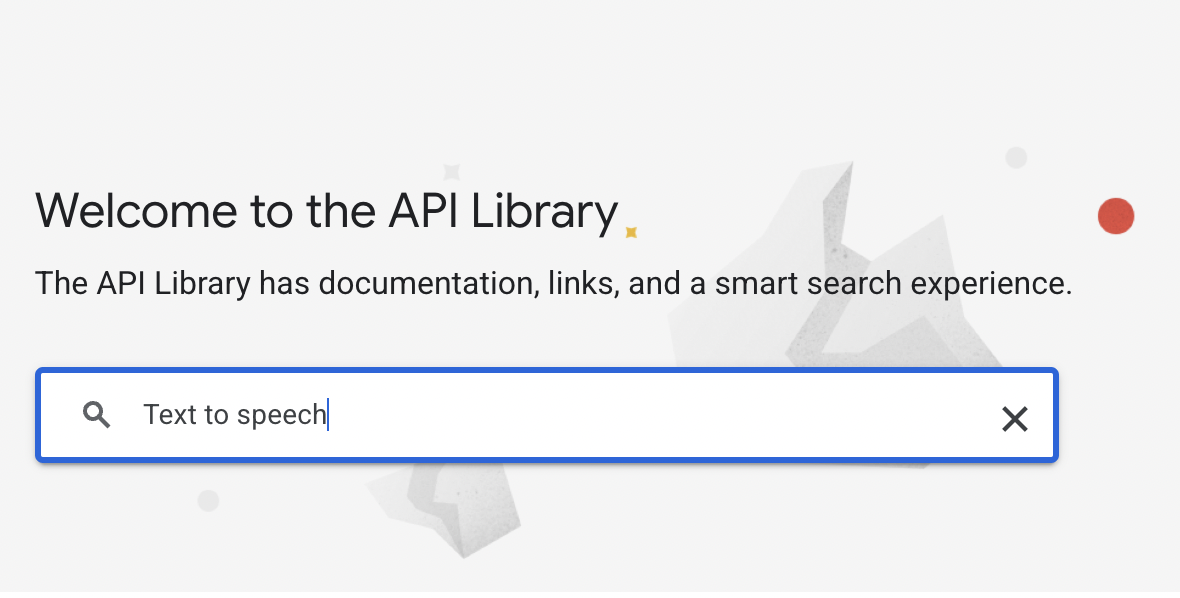 Welcome to the API Library
The API Library has documentation, links, and a smart search experience.
Text to speech